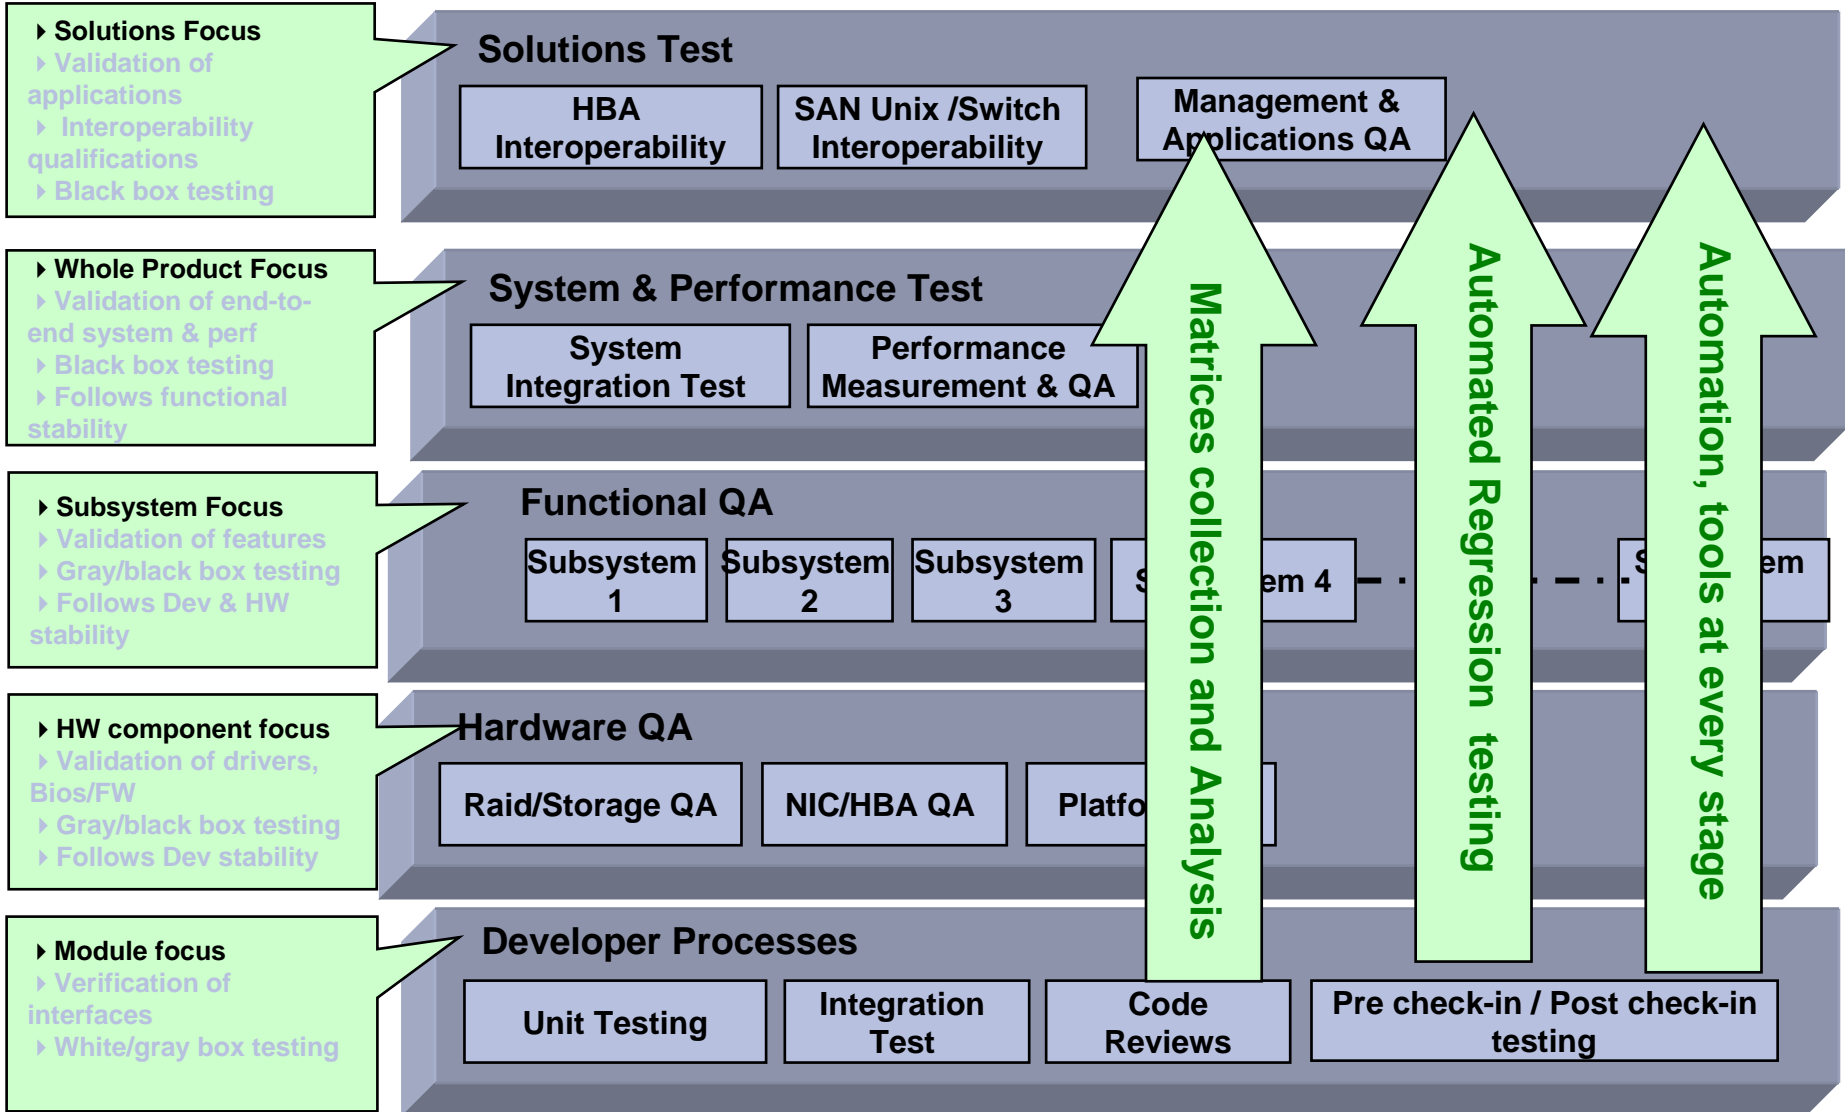 Solutions Focus
Validation of
applications
Interoperability
qualifications
Black box testing
Solutions Test
HBA
Interoperability
SAN Unix /Switch
Interoperability
Management &
Applications QA
Whole Product Focus
Validation of end-to-
end system & perf
Black box testing
Follows functional
stability
System & Performance Test
System
Integration Test
Performance
Measurement & QA
Subsystem Focus
Validation of features
Gray/black box testing
Follows Dev & HW
stability
Functional QA
Subsystem
1
Subsystem
2
Subsystem
3
4
HW component focus
Validation of drivers,
Bios/FW
Gray/black box testing
Follows Dev stability
Hardware QA
Raid/Storage QA
NIC/HBA QA
Module focus
Verification of
interfaces
White/gray box testing
Developer Processes
Unit Testing
Integration
Test
Code
Reviews
Pre check-in / Post check-in
testing
Matrices collection and Analysis
Automated Regression testing
Automation, tools at every stage